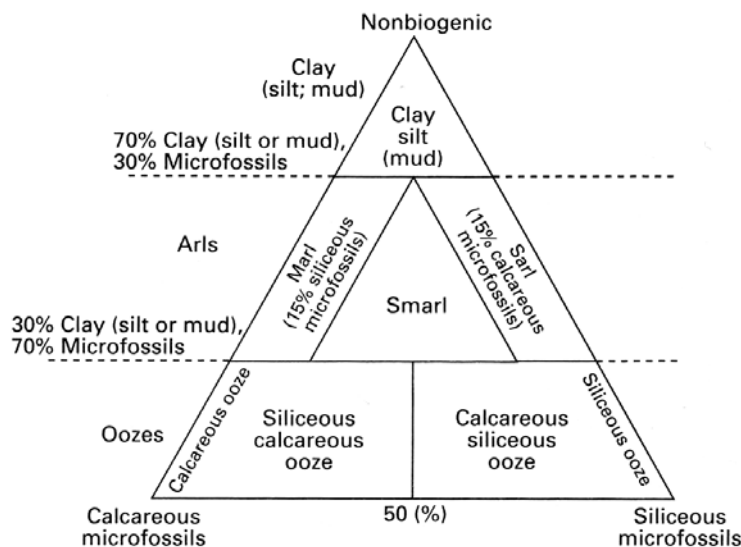 Nonbiogenic
Clay
(silt; mud)
Clay
silt
(mud)
70% Clay (silt or mud),
30% Microfossils
Arls
Marl
(15% siliceous
microfossils)
Smarl
Sarl
(15% calcareous
microfossils)
30% Clay (silt or mud),
70% Microfossils
Oozes
Calcareous ooze
Siliceous
calcareous
ooze
Calcareous
siliceous
ooze
Siliceous ooze
Calcareous
microfossils
50 (%)
Siliceous
microfossils